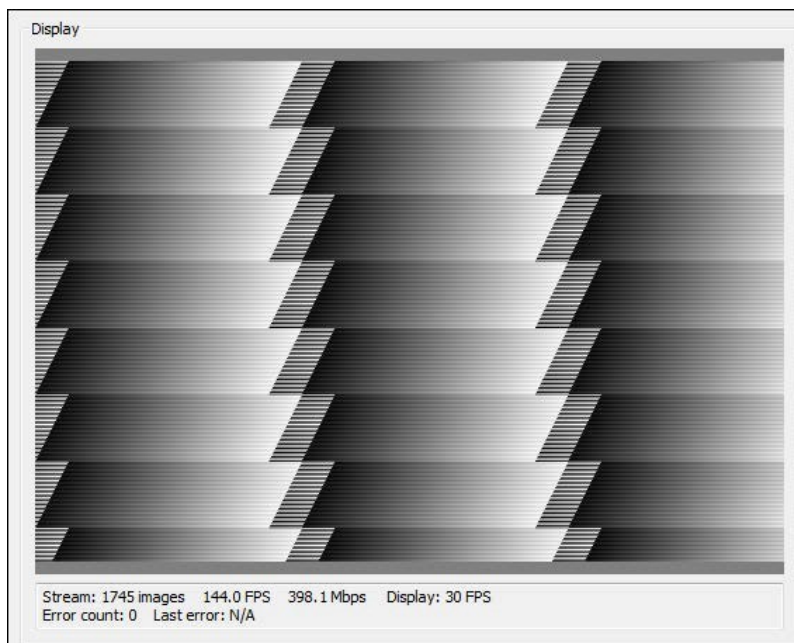 Display
Stream: 1745 images 144.0 FPS 398.1 Mbps Display: 30 FPS
Error count: 0 Last error: N/A